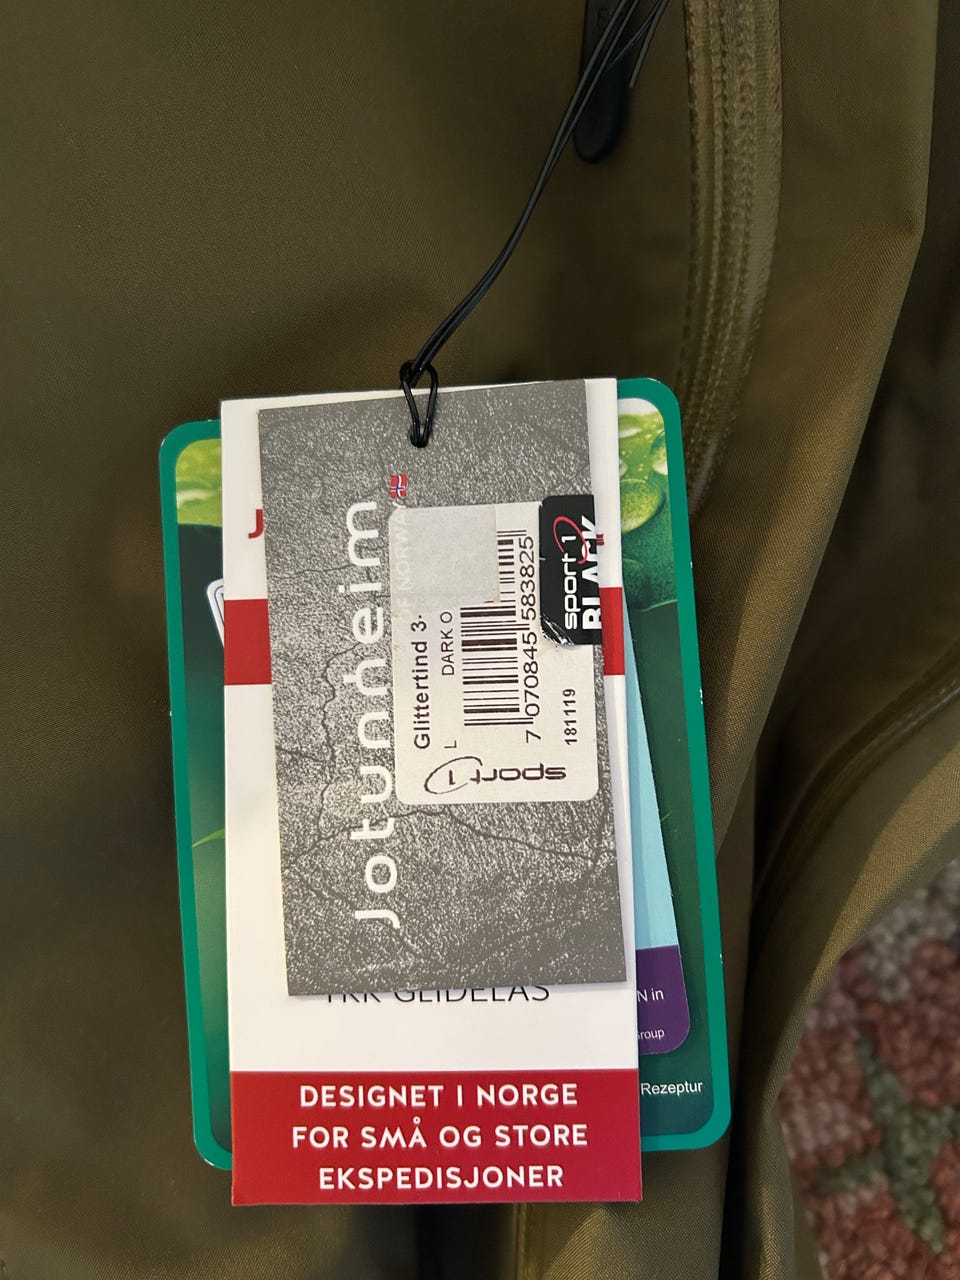 Jotunheim
OF NORWAY
Glittertind 3-
L
DARK O
7 070845 583825
181119
sport 1
sport 1
BLACK
J
YKK GLIDELÅS
N in
Group
Rezeptur
DESIGNET I NORGE
FOR SMÅ OG STORE
EKSPEDISJONER